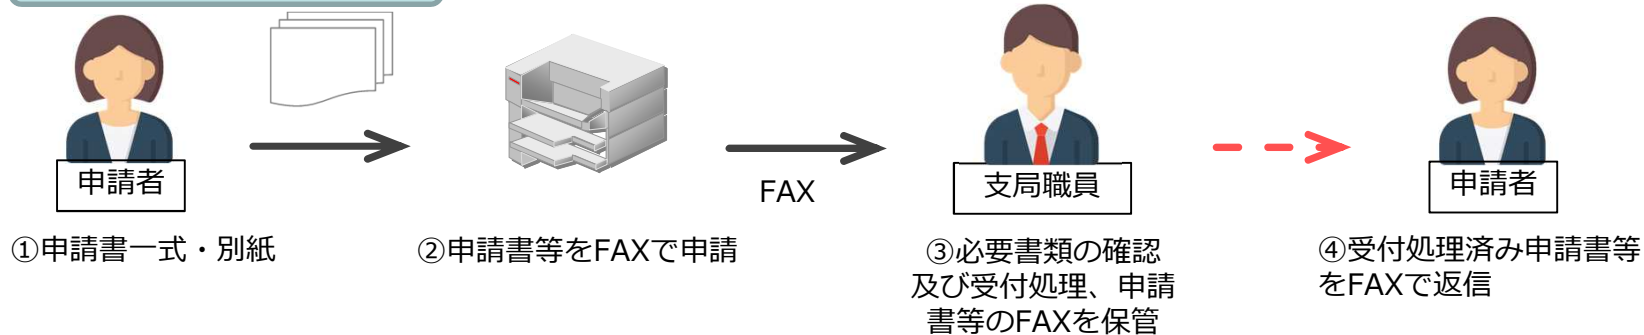 申請者
FAX
支局職員
申請者
①申請書一式・別紙
②申請書等をFAXで申請
③必要書類の確認
及び受付処理、申請
書等のFAXを保管
④受付処理済み申請書等
をFAXで返信